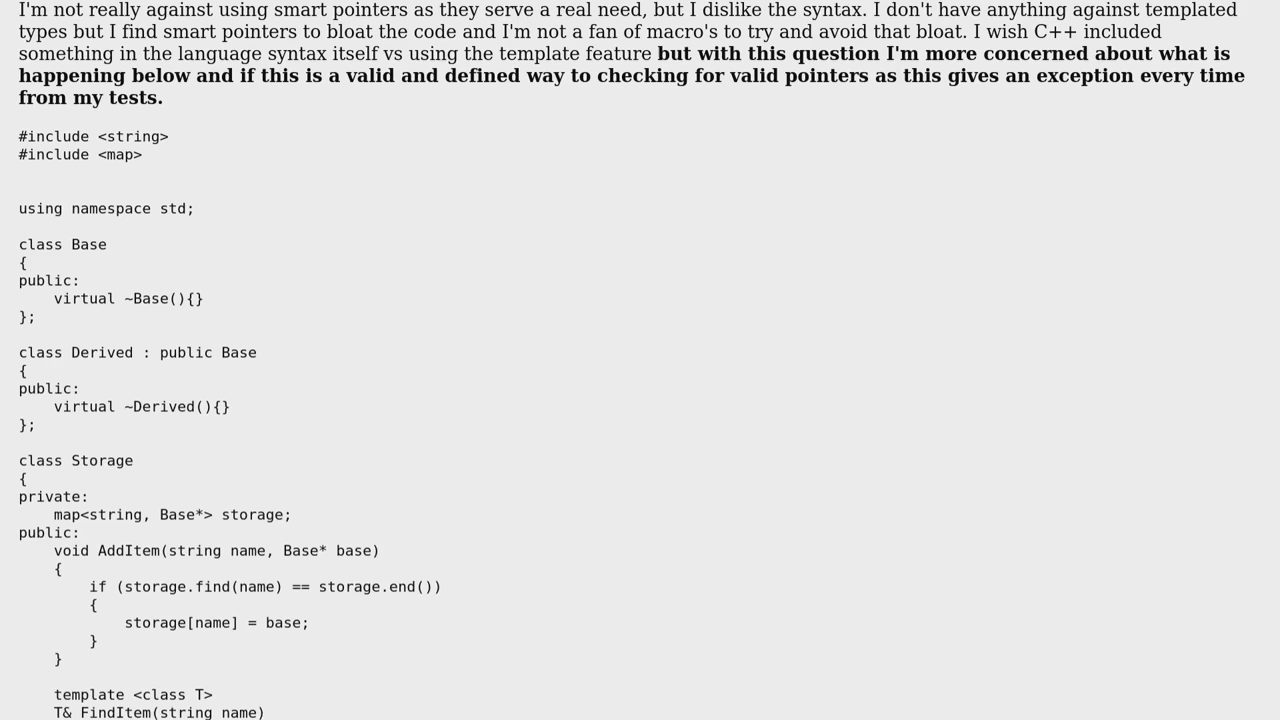 I'm not really against using smart pointers as they serve a real need, but I dislike the syntax. I don't have anything against templated
types but I find smart pointers to bloat the code and I'm not a fan of macro's to try and avoid that bloat. I wish C++ included
something in the language syntax itself vs using the template feature but with this question I'm more concerned about what is
happening below and if this is a valid and defined way to checking for valid pointers as this gives an exception every time
from my tests.
#include <string>
#include <map>
using namespace std;
class Base
{
public:
    virtual ~Base(){}
};
class Derived : public Base
{
public:
    virtual ~Derived(){}
};
class Storage
{
private:
    map<string, Base*> storage;
public:
    void AddItem(string name, Base* base)
    {
        if (storage.find(name) == storage.end())
        {
            storage[name] = base;
        }
    }
    template <class T>
    T& FindItem(string name)